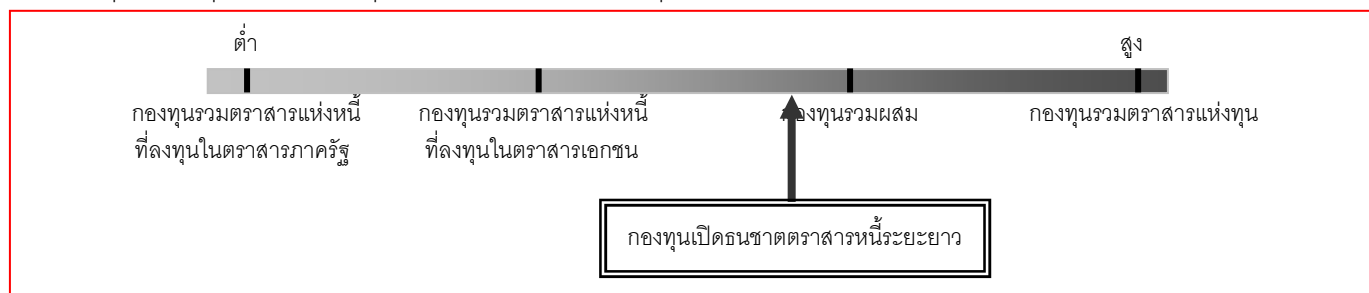 ต่ำ สูง
กองทุนรวมตราสารแห่งหนี้ กองทุนรวมตราสารแห่งหนี้ กองทุนรวมผสม กองทุนรวมตราสารแห่งทุน
ที่ลงทุนในตราสารภาครัฐ ที่ลงทุนในตราสารเอกชน
กองทุนเปิดธนชาตตราสารหนี้ระยะยาว